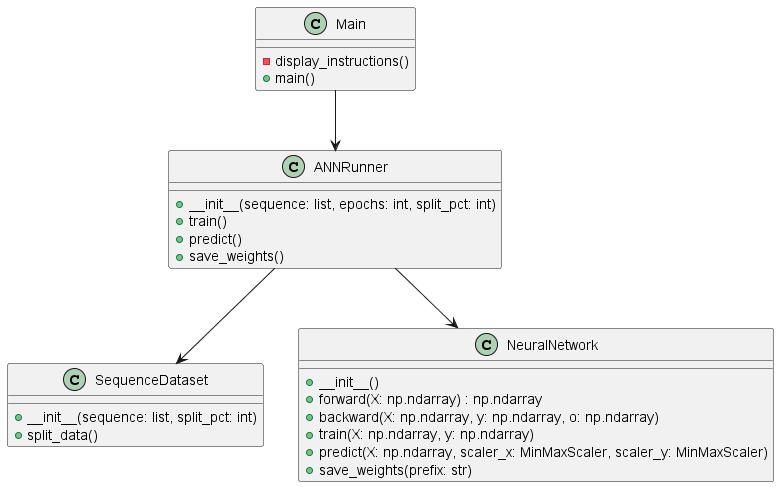 C Main
display_instructions()
main()
C ANNRunner
__init__(sequence: list, epochs: int, split_pct: int)
train()
predict()
save_weights()
C SequenceDataset
__init__(sequence: list, split_pct: int)
split_data()
C NeuralNetwork
__init__()
forward(X: np.ndarray) : np.ndarray
backward(X: np.ndarray, y: np.ndarray, o: np.ndarray)
train(X: np.ndarray, y: np.ndarray)
predict(X: np.ndarray, scaler_x: MinMaxScaler, scaler_y: MinMaxScaler)
save_weights(prefix: str)